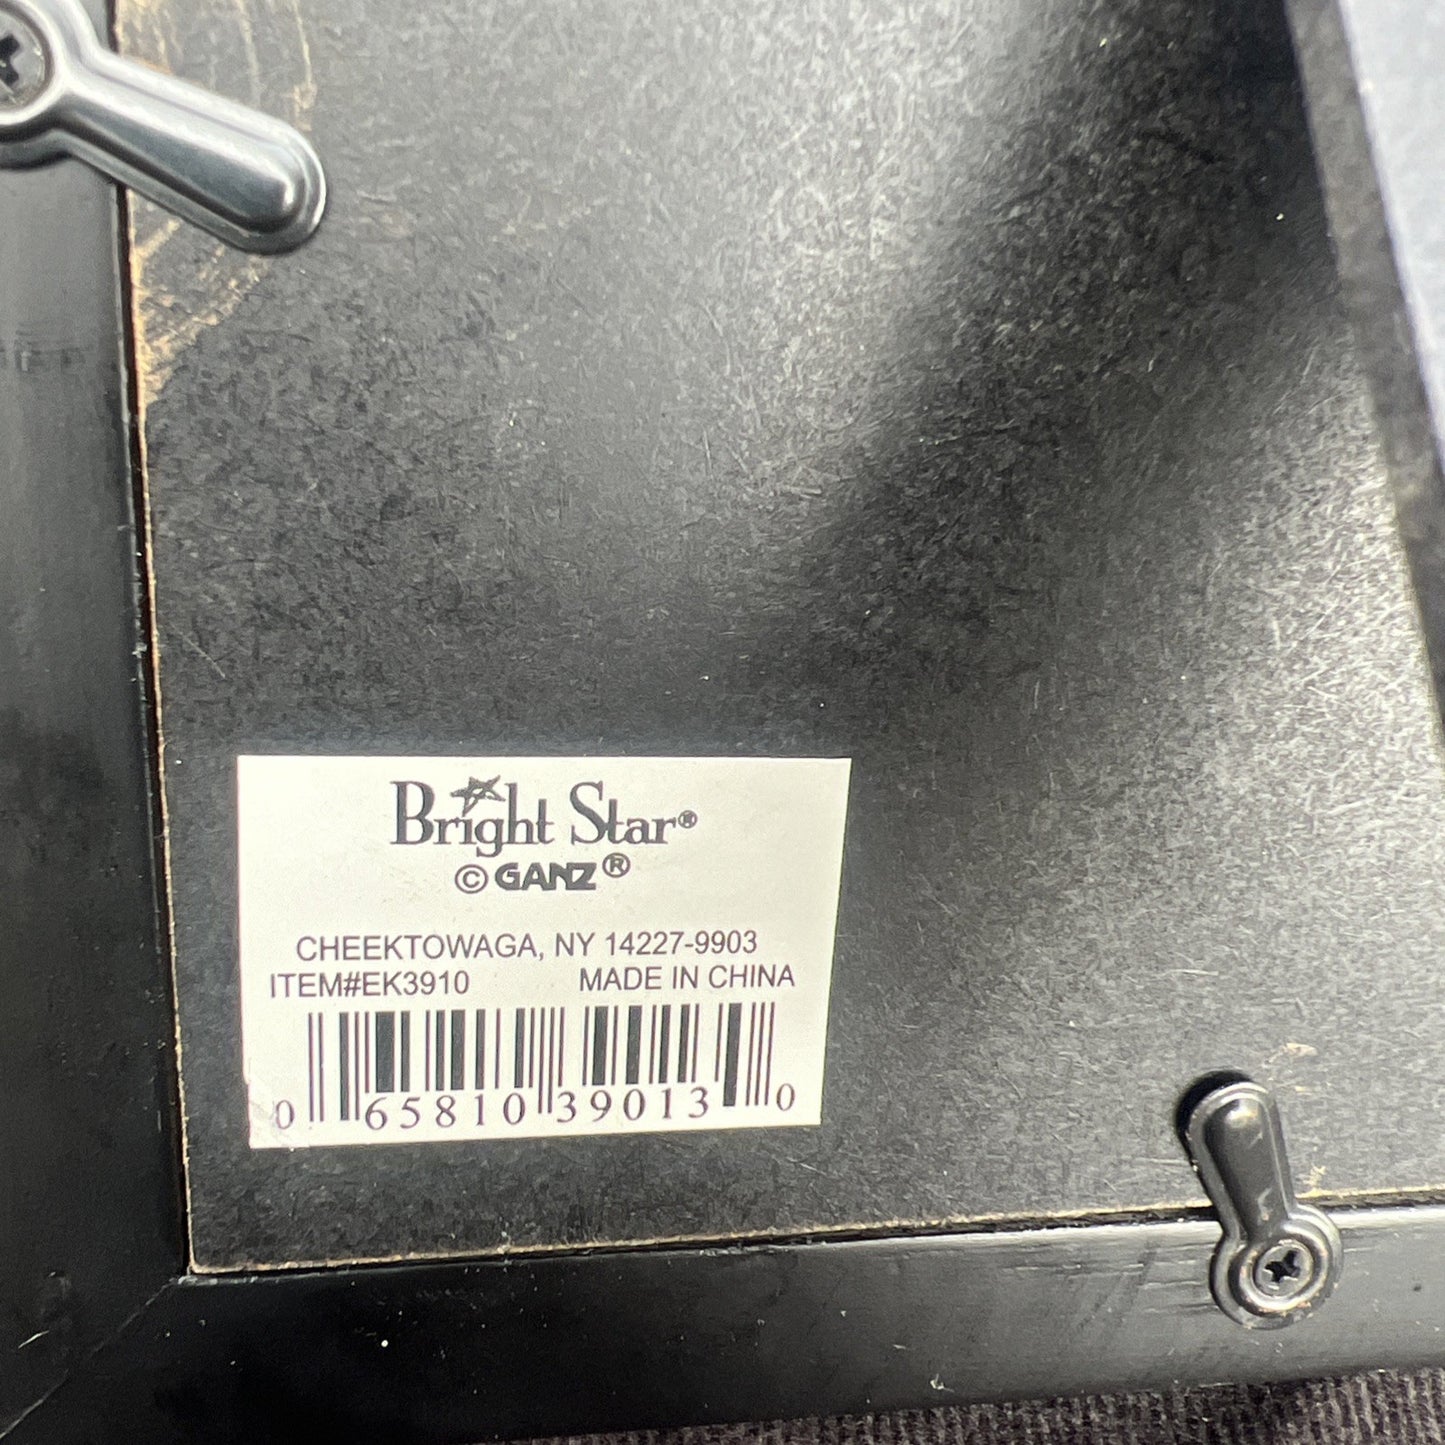 Bright Star®
© GANZ®
CHEEKTOWAGA, NY 14227-9903
ITEM#EK3910 MADE IN CHINA
0 65810 39013 0